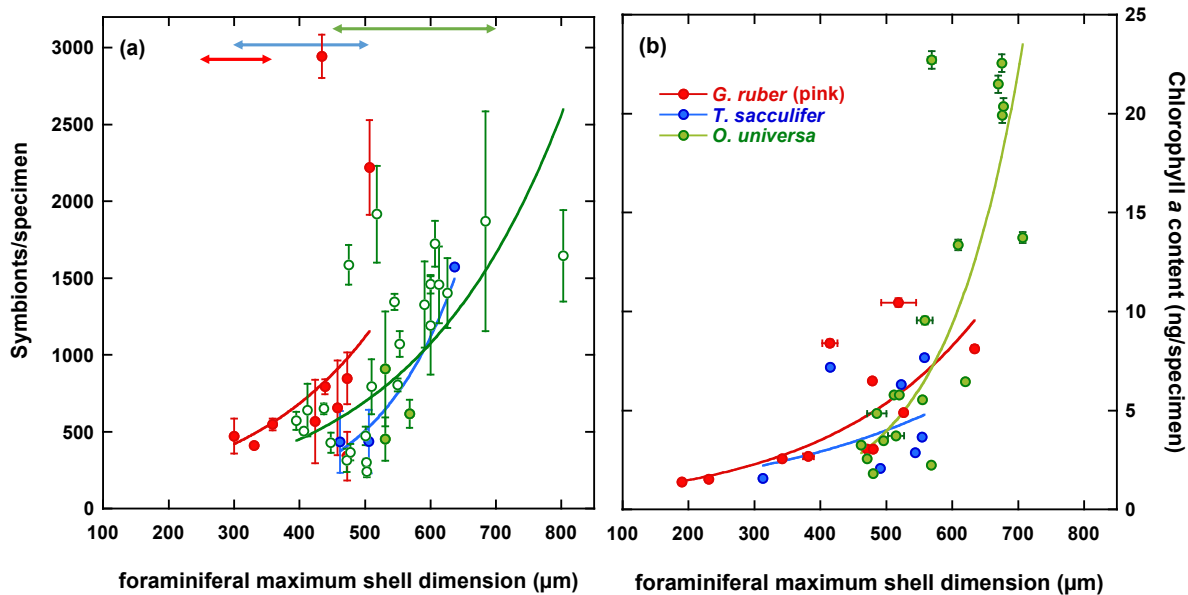 (a)
3000
2500
2000
1500
1000
500
0
Symbionts/specimen
100 200 300 400 500 600 700 800
foraminiferal maximum shell dimension (µm)
(b)
G. ruber (pink)
T. sacculifer
O. universa
25
20
15
10
5
0
Chlorophyll a content (ng/specimen)
100 200 300 400 500 600 700 800
foraminiferal maximum shell dimension (µm)